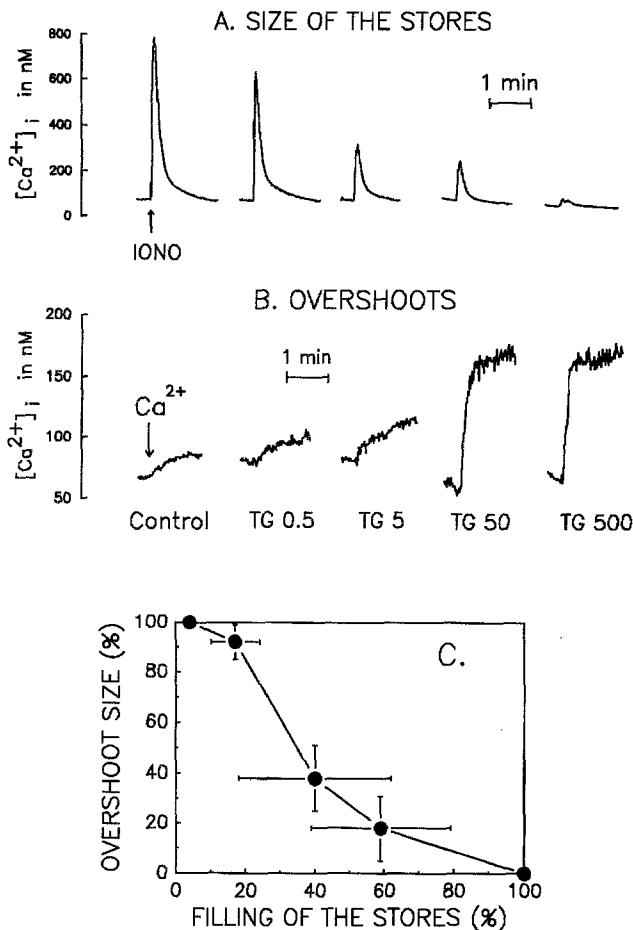 A. SIZE OF THE STORES
[Ca²⁺]ᵢ in nM
800
600
400
200
0
1 min
IONO
B. OVERSHOOTS
[Ca²⁺]ᵢ in nM
200
150
100
50
1 min
Ca²⁺
Control TG 0.5 TG 5 TG 50 TG 500
C.
OVERSHOOT SIZE (%)
100
80
60
40
20
0
0 20 40 60 80 100
FILLING OF THE STORES (%)